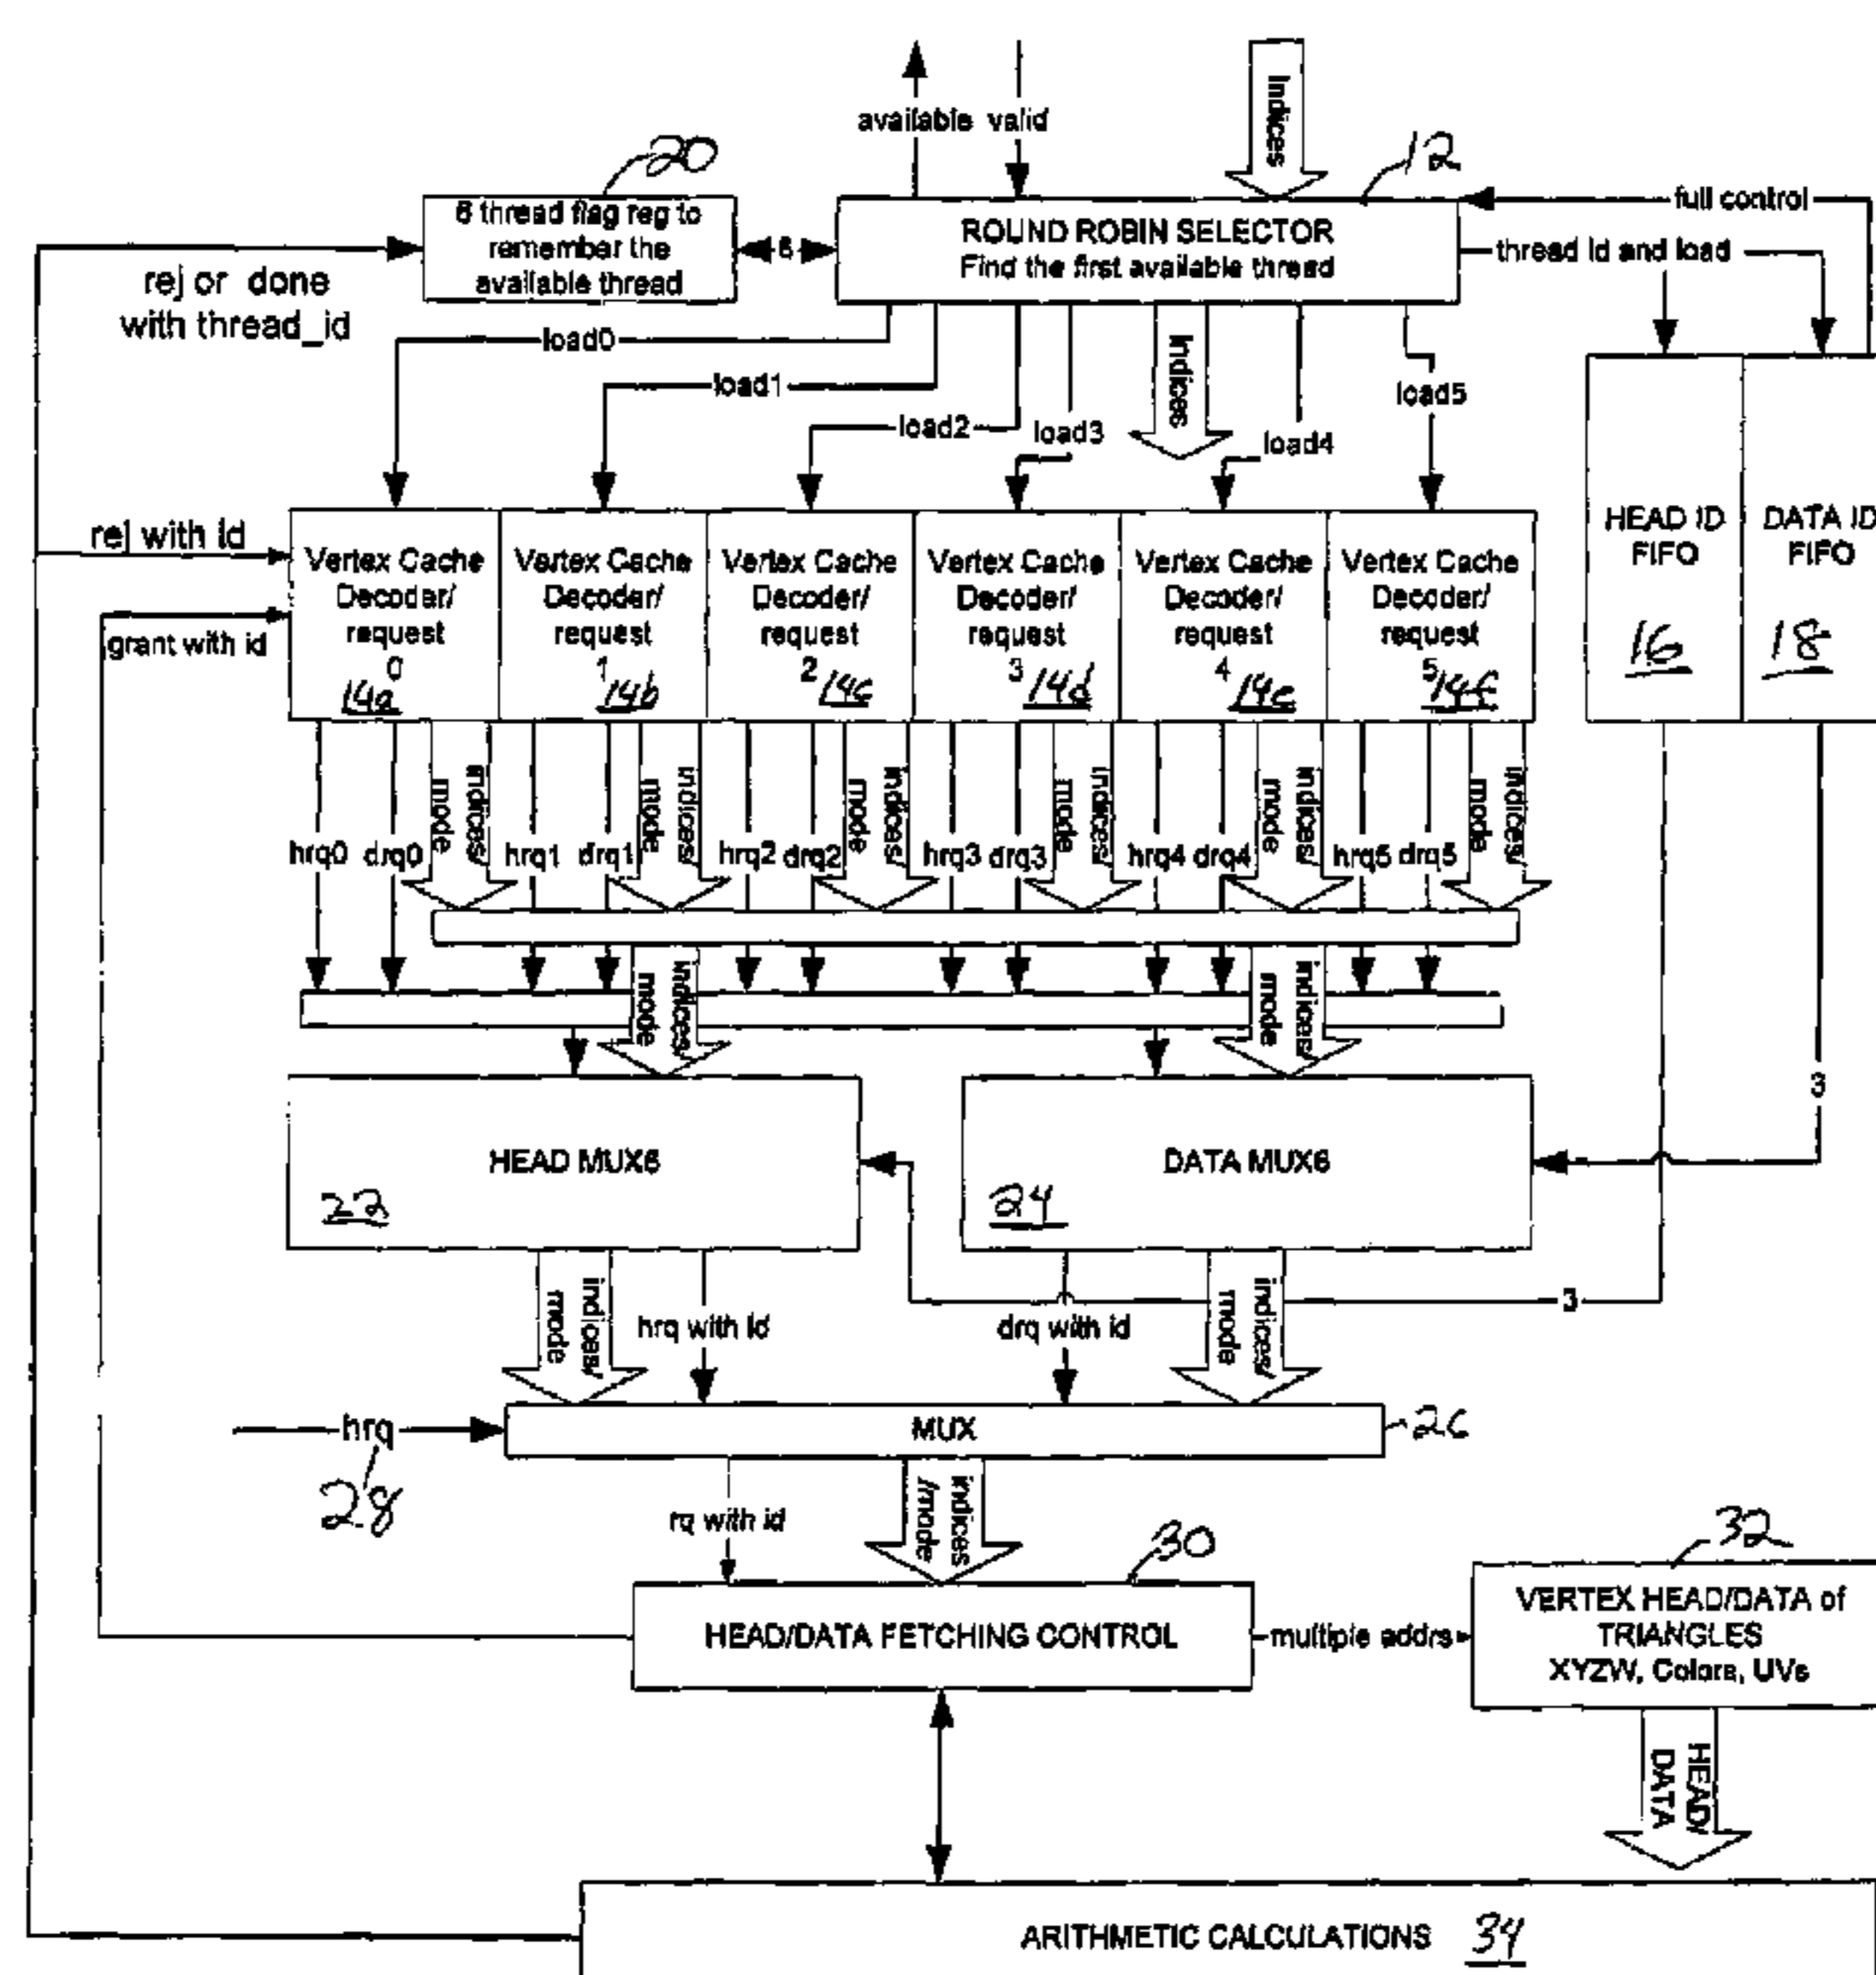 available valid
Indices
20
12
6 thread flag reg to
remember the
available thread
6
ROUND ROBIN SELECTOR
Find the first available thread
full control
thread id and load
rej or done
with thread_id
load0
load1
load2
load3
Indices
load4
load5
HEAD ID
FIFO
16
DATA ID
FIFO
18
rej with id
grant with id
Vertex Cache
Decoder/
request
0
14a
Vertex Cache
Decoder/
request
1
14b
Vertex Cache
Decoder/
request
2
14c
Vertex Cache
Decoder/
request
3
14d
Vertex Cache
Decoder/
request
4
14e
Vertex Cache
Decoder/
request
5
14f
hrq0 drq0
indices/
mode
hrq1 drq1
indices/
mode
hrq2 drq2
indices/
mode
hrq3 drq3
indices/
mode
hrq4 drq4
indices/
mode
hrq5 drq5
indices/
mode
indices/
mode
indices/
mode
3
HEAD MUX6
22
DATA MUX6
24
indices/
mode
hrq with id
drq with id
indices/
mode
3
hrq
28
MUX
26
rq with id
indices
/mode
30
HEAD/DATA FETCHING CONTROL
multiple addrs
32
VERTEX HEAD/DATA of
TRIANGLES
XYZW, Colors, UVs
HEAD/
DATA
ARITHMETIC CALCULATIONS 34